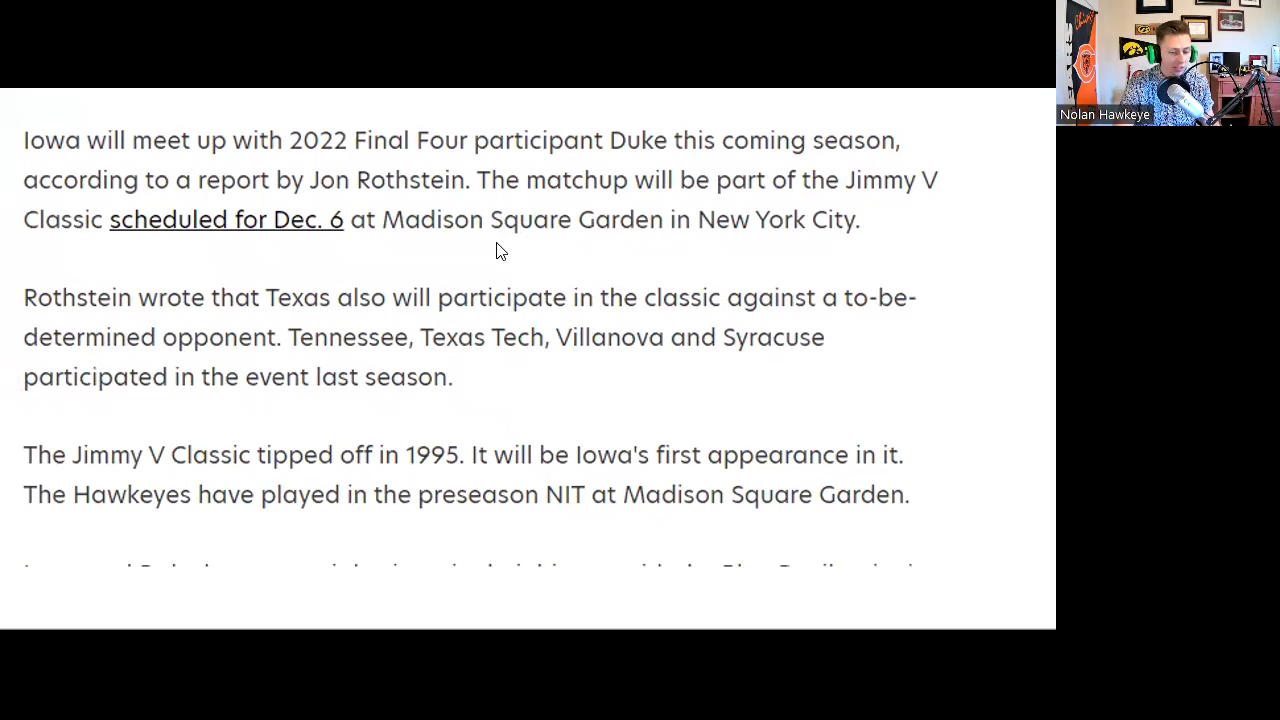 Iowa will meet up with 2022 Final Four participant Duke this coming season,
according to a report by Jon Rothstein. The matchup will be part of the Jimmy V
Classic scheduled for Dec. 6 at Madison Square Garden in New York City.
Rothstein wrote that Texas also will participate in the classic against a to-be-
determined opponent. Tennessee, Texas Tech, Villanova and Syracuse
participated in the event last season.
The Jimmy V Classic tipped off in 1995. It will be Iowa's first appearance in it.
The Hawkeyes have played in the preseason NIT at Madison Square Garden.
Nolan Hawkeye